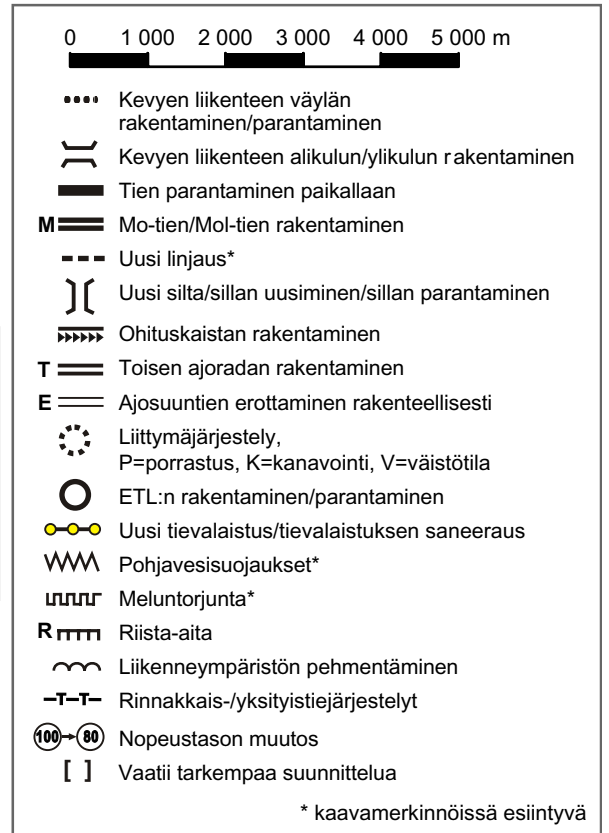 0 1 000 2 000 3 000 4 000 5 000 m
Kevyen liikenteen väylän
rakentaminen/parantaminen
Kevyen liikenteen alikulun/ylikulun rakentaminen
Tien parantaminen paikallaan
M Mo-tien/Mol-tien rakentaminen
Uusi linjaus*
Uusi silta/sillan uusiminen/sillan parantaminen
Ohituskaistan rakentaminen
T Toisen ajoradan rakentaminen
E Ajosuuntien erottaminen rakenteellisesti
Liittymäjärjestely,
P=porrastus, K=kanavointi, V=väistötila
ETL:n rakentaminen/parantaminen
Uusi tievalaistus/tievalaistuksen saneeraus
Pohjavesisuojaukset*
Meluntorjunta*
R Riista-aita
Liikenneympäristön pehmentäminen
-T-T- Rinnakkais-/yksityistiejärjestelyt
100→80 Nopeustason muutos
[ ] Vaatii tarkempaa suunnittelua
* kaavamerkinnöissä esiintyvä